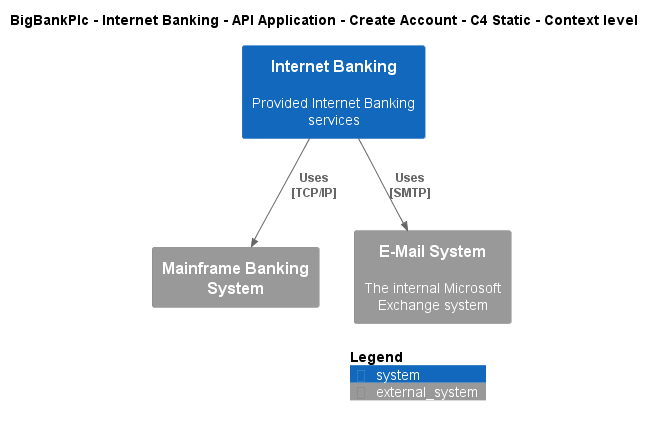 BigBankPlc - Internet Banking - API Application - Create Account - C4 Static - Context level
Internet Banking
Provided Internet Banking
services
Uses
[TCP/IP]
Uses
[SMTP]
Mainframe Banking
System
E-Mail System
The internal Microsoft
Exchange system
Legend
system
external_system